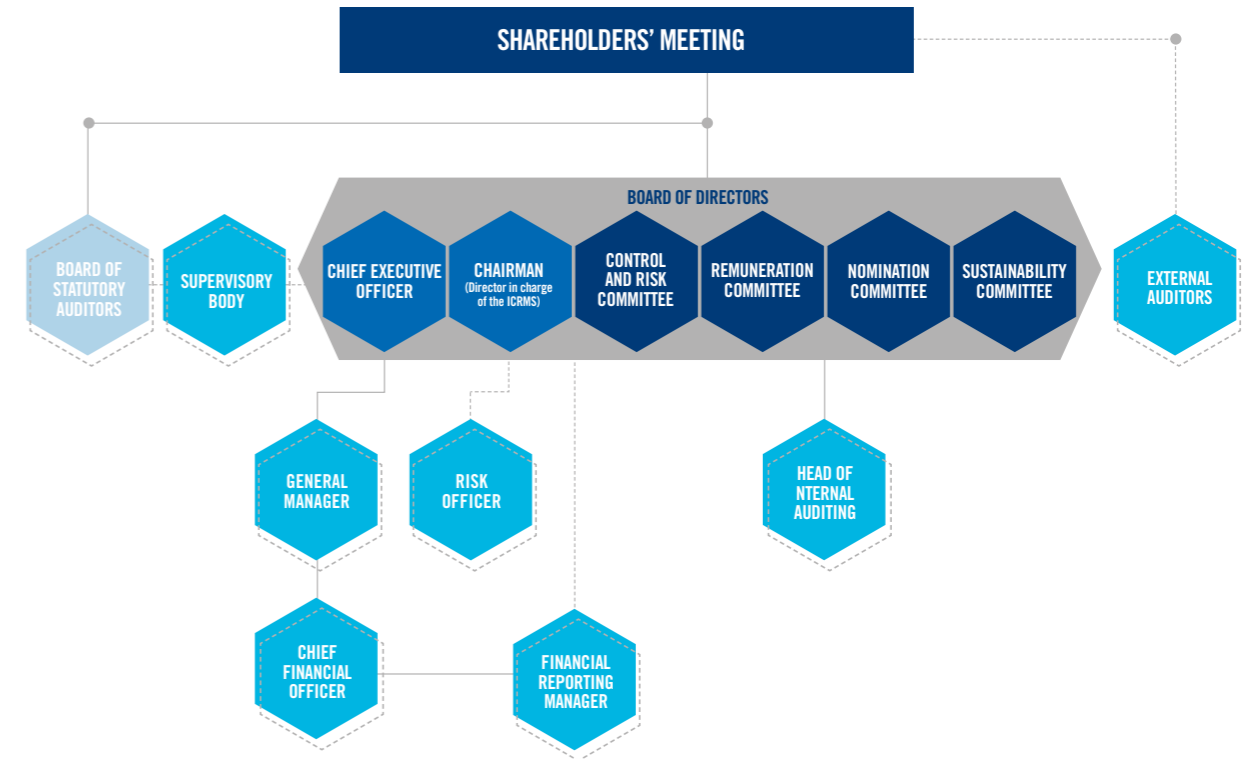 SHAREHOLDERS’ MEETING
BOARD OF DIRECTORS
BOARD OF
STATUTORY
AUDITORS
SUPERVISORY
BODY
CHIEF EXECUTIVE
OFFICER
CHAIRMAN
(Director in charge
of the ICRMS)
CONTROL
AND RISK
COMMITTEE
REMUNERATION
COMMITTEE
NOMINATION
COMMITTEE
SUSTAINABILITY
COMMITTEE
EXTERNAL
AUDITORS
GENERAL
MANAGER
RISK
OFFICER
HEAD OF
NTERNAL
AUDITING
CHIEF
FINANCIAL
OFFICER
FINANCIAL
REPORTING
MANAGER